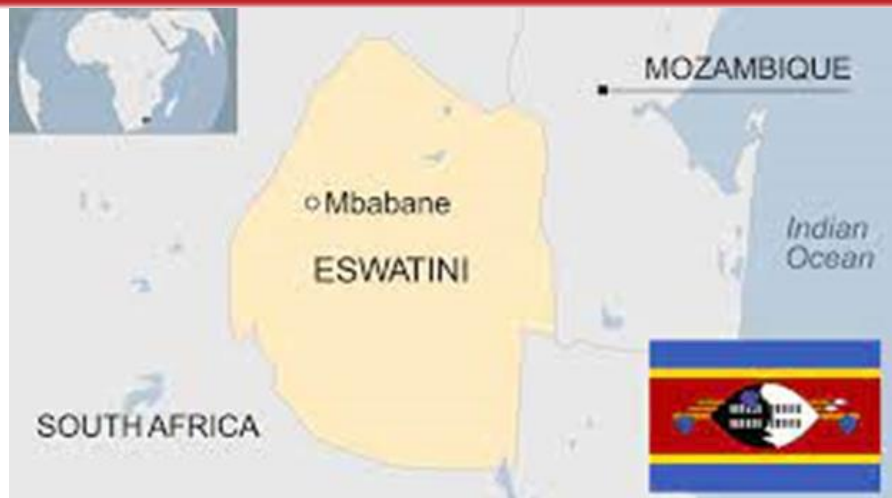 MOZAMBIQUE
Mbabane
Indian
Ocean
ESWATINI
SOUTH AFRICA